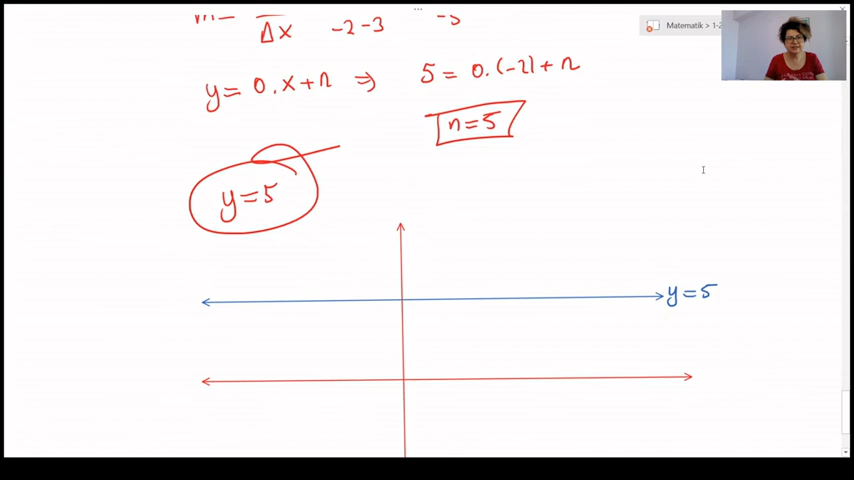 Matematik > 1-2
Δx -2-3 -5
y = 0.x+n ⇒ 5 = 0.(-2)+n
n=5
y=5
y=5